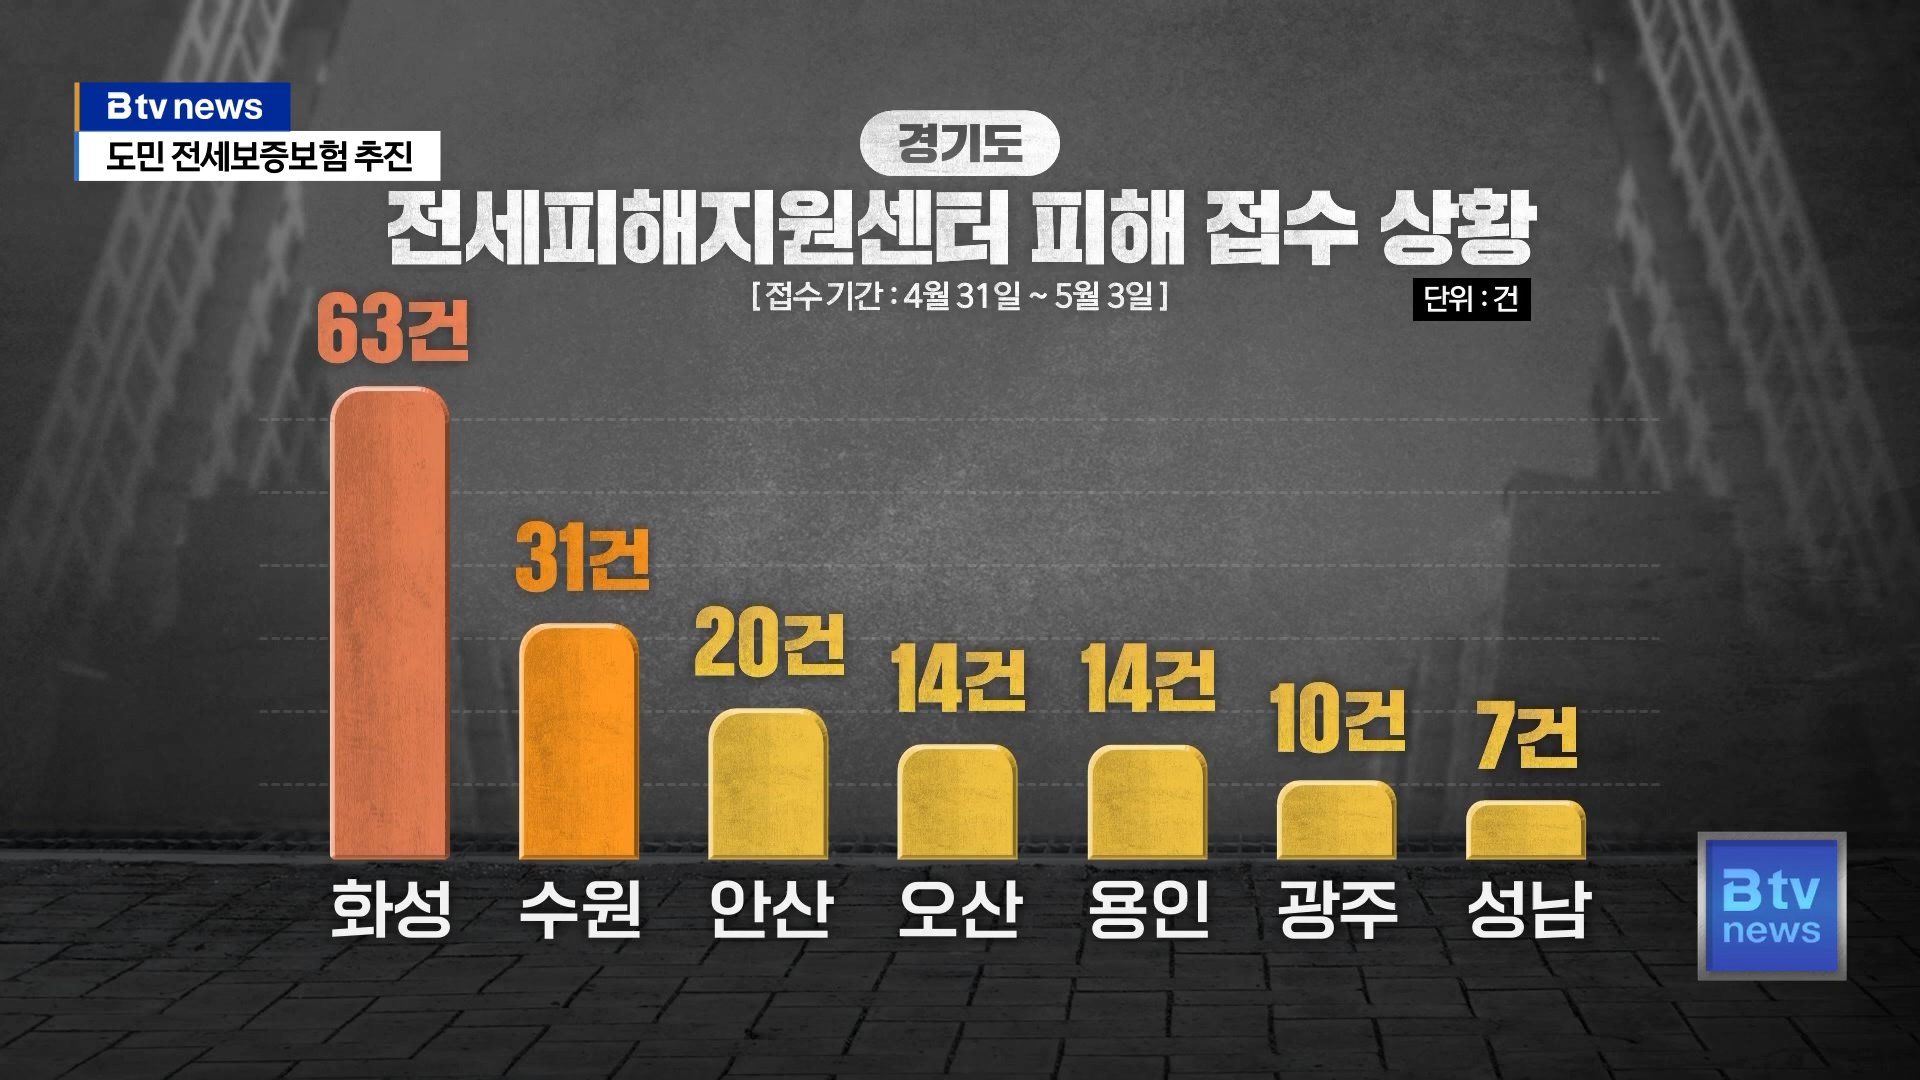 B tv news
도민 전세보증보험 추진
경기도
전세피해지원센터 피해 접수 상황
[ 접수 기간 : 4월 31일 ~ 5월 3일 ]
단위 : 건
63건
31건
20건
14건
14건
10건
7건
화성
수원
안산
오산
용인
광주
성남
B tv
news